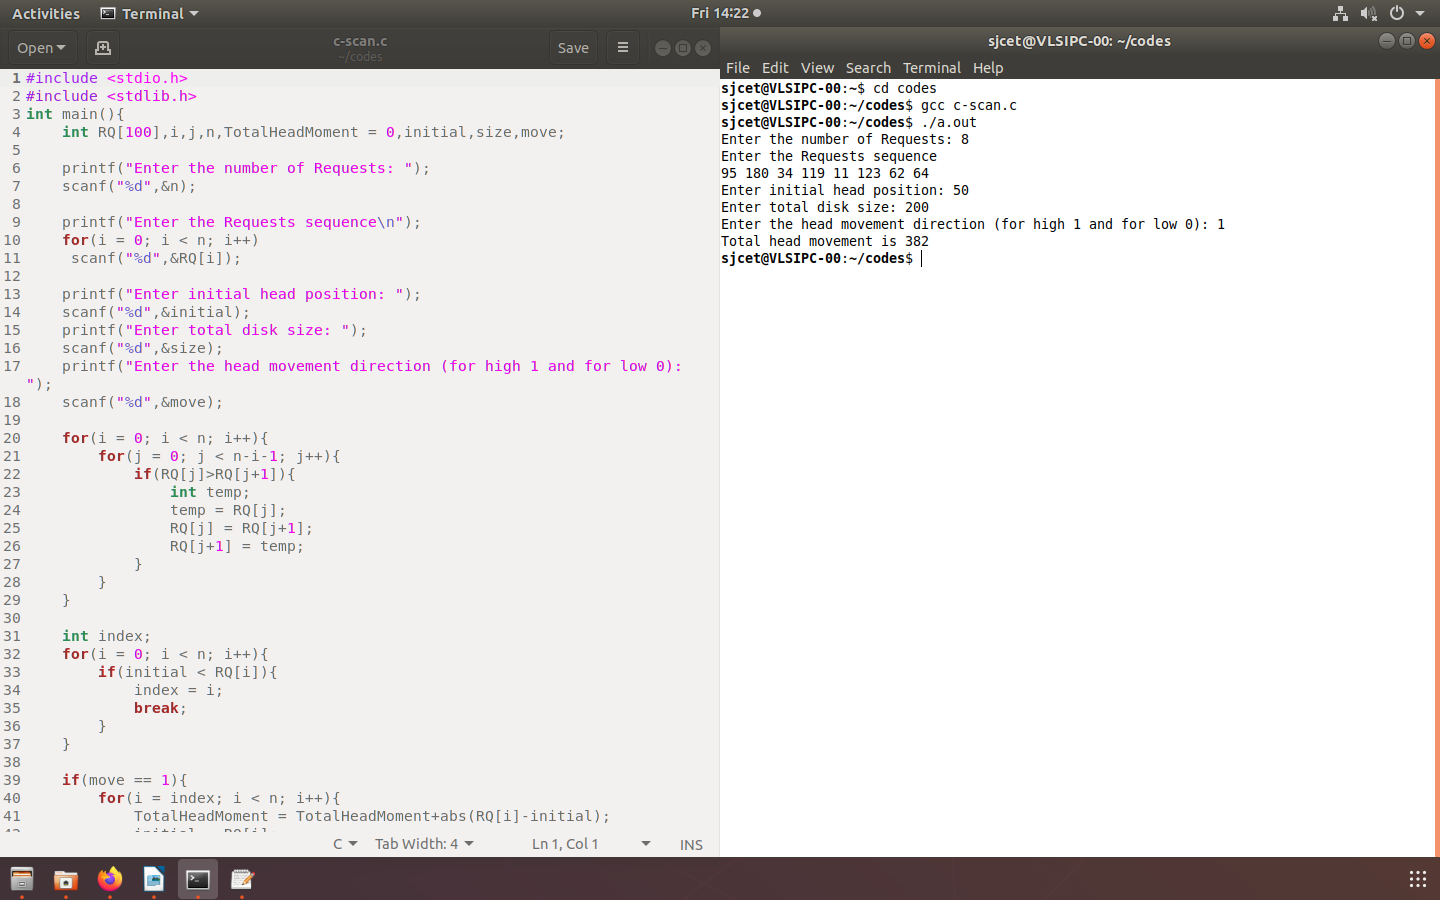 Activities Terminal Fri 14:22
Open c-scan.c Save
~/codes
1 #include <stdio.h>
2 #include <stdlib.h>
3 int main(){
4     int RQ[100],i,j,n,TotalHeadMoment = 0,initial,size,move;
5
6     printf("Enter the number of Requests: ");
7     scanf("%d",&n);
8
9     printf("Enter the Requests sequence\n");
10     for(i = 0; i < n; i++)
11      scanf("%d",&RQ[i]);
12
13     printf("Enter initial head position: ");
14     scanf("%d",&initial);
15     printf("Enter total disk size: ");
16     scanf("%d",&size);
17     printf("Enter the head movement direction (for high 1 and for low 0):
");
18     scanf("%d",&move);
19
20     for(i = 0; i < n; i++){
21         for(j = 0; j < n-i-1; j++){
22             if(RQ[j]>RQ[j+1]){
23                 int temp;
24                 temp = RQ[j];
25                 RQ[j] = RQ[j+1];
26                 RQ[j+1] = temp;
27             }
28         }
29     }
30
31     int index;
32     for(i = 0; i < n; i++){
33         if(initial < RQ[i]){
34             index = i;
35             break;
36         }
37     }
38
39     if(move == 1){
40         for(i = index; i < n; i++){
41             TotalHeadMoment = TotalHeadMoment+abs(RQ[i]-initial);
C Tab Width: 4 Ln 1, Col 1 INS
sjcet@VLSIPC-00: ~/codes
File Edit View Search Terminal Help
sjcet@VLSIPC-00:~$ cd codes
sjcet@VLSIPC-00:~/codes$ gcc c-scan.c
sjcet@VLSIPC-00:~/codes$ ./a.out
Enter the number of Requests: 8
Enter the Requests sequence
95 180 34 119 11 123 62 64
Enter initial head position: 50
Enter total disk size: 200
Enter the head movement direction (for high 1 and for low 0): 1
Total head movement is 382
sjcet@VLSIPC-00:~/codes$